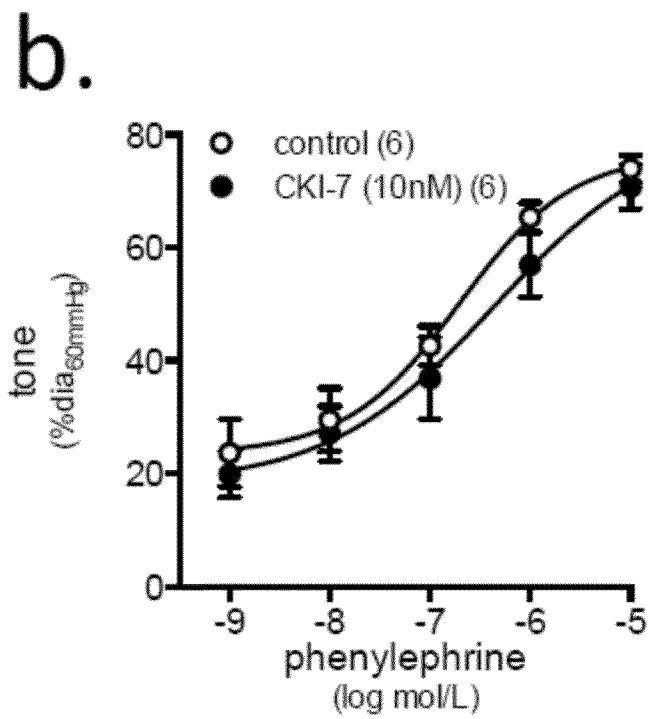 b.
80
control (6)
CKI-7 (10nM) (6)
60
40
20
0
tone
(%dia60mmHg)
-9 -8 -7 -6 -5
phenylephrine
(log mol/L)